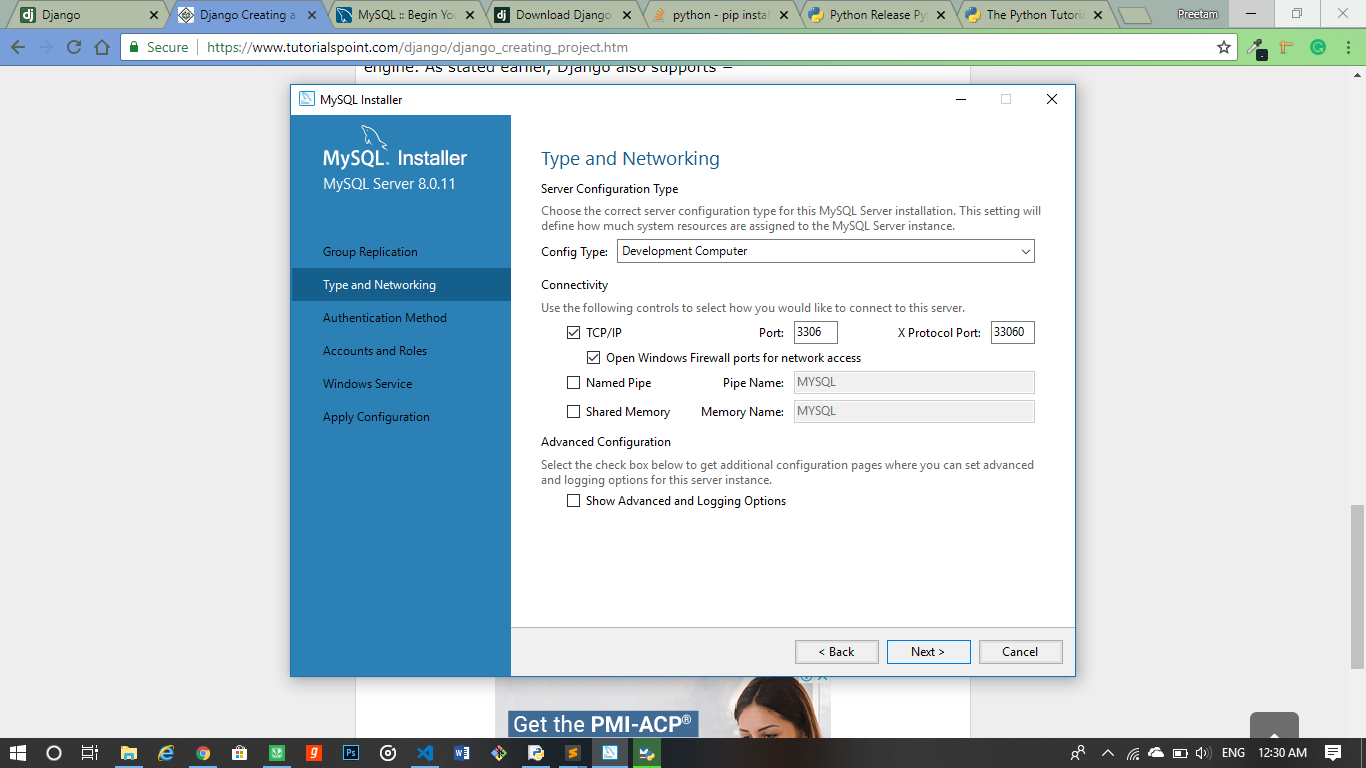 Django
Django Creating a
MySQL :: Begin You
Download Django
python - pip instal
Python Release Py
The Python Tutoria
Preetam
Secure
https://www.tutorialspoint.com/django/django_creating_project.htm
engine. As stated earlier, Django also supports −
MySQL Installer
MySQL. Installer
MySQL Server 8.0.11
Group Replication
Type and Networking
Authentication Method
Accounts and Roles
Windows Service
Apply Configuration
Type and Networking
Server Configuration Type
Choose the correct server configuration type for this MySQL Server installation. This setting will
define how much system resources are assigned to the MySQL Server instance.
Config Type: Development Computer
Connectivity
Use the following controls to select how you would like to connect to this server.
TCP/IP Port: 3306 X Protocol Port: 33060
Open Windows Firewall ports for network access
Named Pipe Pipe Name: MYSQL
Shared Memory Memory Name: MYSQL
Advanced Configuration
Select the check box below to get additional configuration pages where you can set advanced
and logging options for this server instance.
Show Advanced and Logging Options
< Back Next > Cancel
Get the PMI-ACP®
ENG 12:30 AM